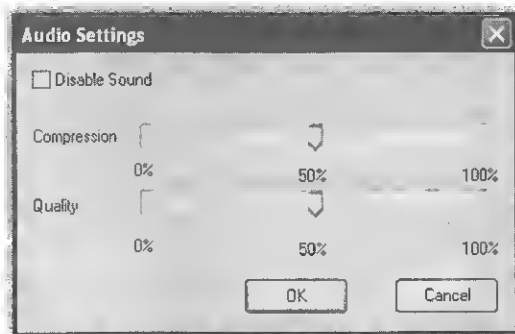 Audio Settings
Disable Sound
Compression
0% 50% 100%
Quality
0% 50% 100%
OK Cancel